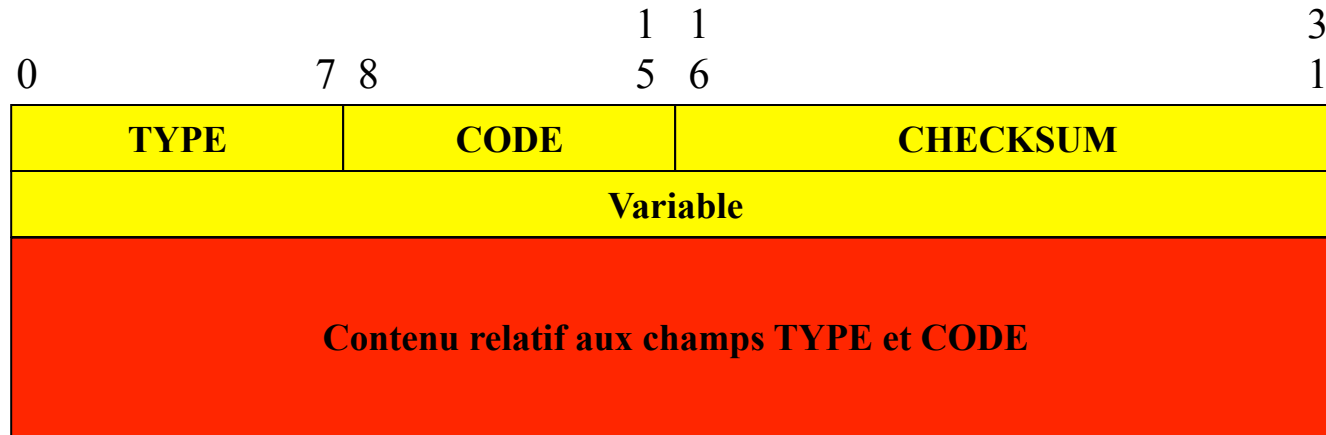 1 1 3
0 7 8 5 6 1
TYPE CODE CHECKSUM
Variable
Contenu relatif aux champs TYPE et CODE